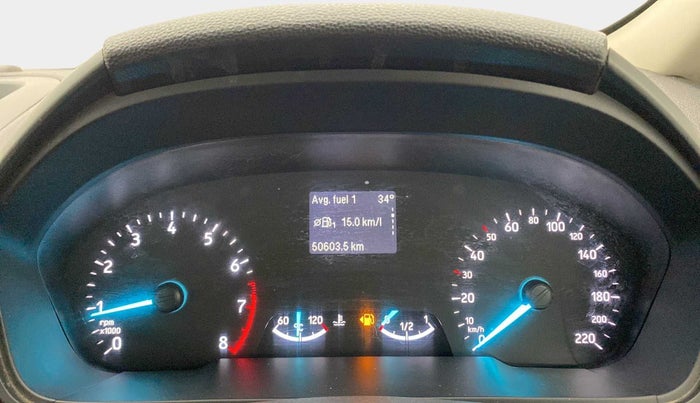 Avg. fuel 1 34°
1 15.0 km/l
50603.5 km
0 1 2 3 4 5 6 7 8
rpm
x1000
60 120
°C
0 1/2 1
0 10 20 30 40 50 60 80 100 120 140 160 180 200 220
km/h